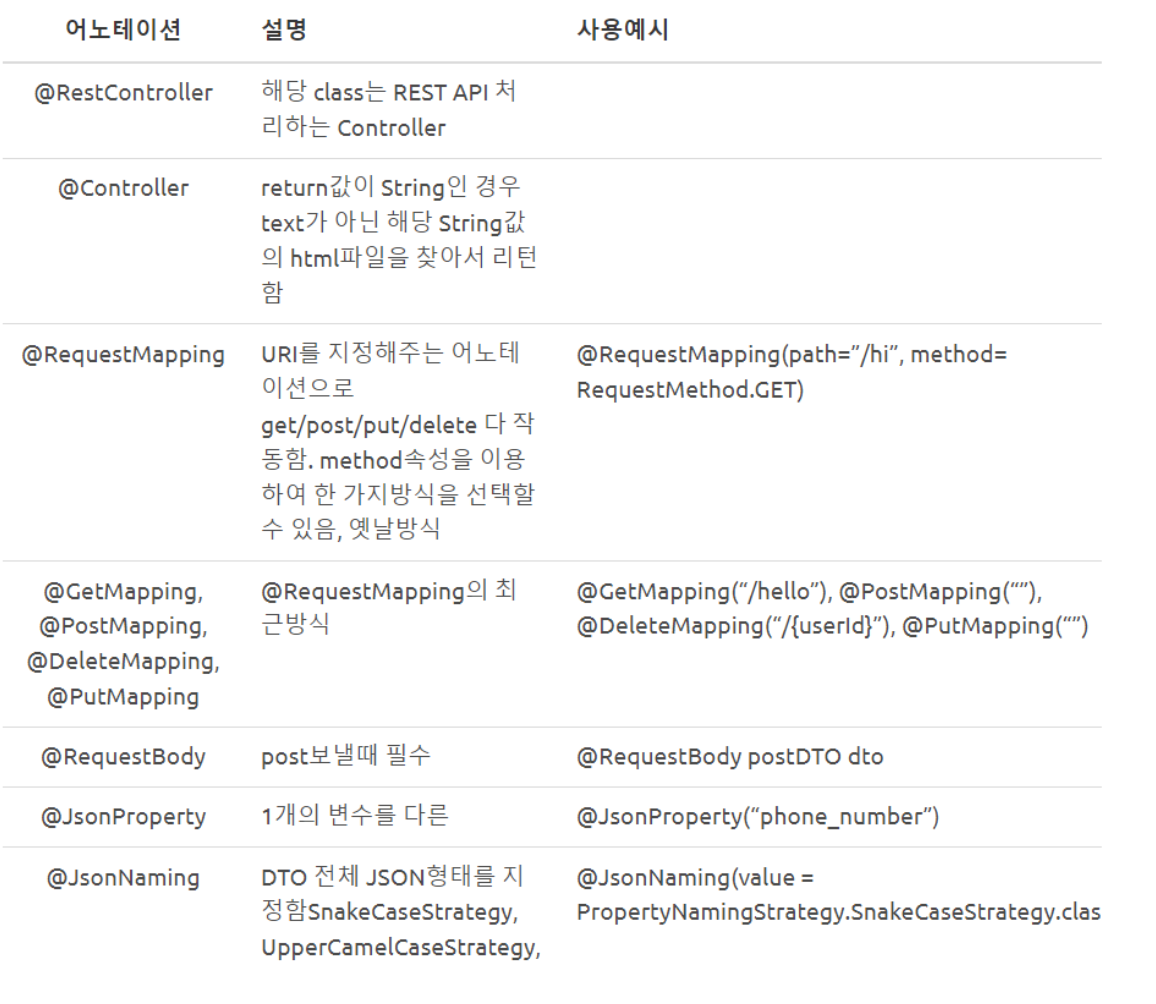 어노테이션 설명 사용예시
@RestController 해당 class는 REST API 처
리하는 Controller
@Controller return값이 String인 경우
text가 아닌 해당 String값
의 html파일을 찾아서 리턴
함
@RequestMapping URI를 지정해주는 어노테 @RequestMapping(path=”/hi”, method=
이션으로 RequestMethod.GET)
get/post/put/delete 다 작
동함. method속성을 이용
하여 한 가지방식을 선택할
수 있음, 옛날방식
@GetMapping, @RequestMapping의 최 @GetMapping(“/hello”), @PostMapping(“”),
@PostMapping, 근방식 @DeleteMapping(“/{userId}”), @PutMapping(“”)
@DeleteMapping,
@PutMapping
@RequestBody post보낼때 필수 @RequestBody postDTO dto
@JsonProperty 1개의 변수를 다른 @JsonProperty(“phone_number”)
@JsonNaming DTO 전체 JSON형태를 지 @JsonNaming(value =
정함SnakeCaseStrategy, PropertyNamingStrategy.SnakeCaseStrategy.clas
UpperCamelCaseStrategy,